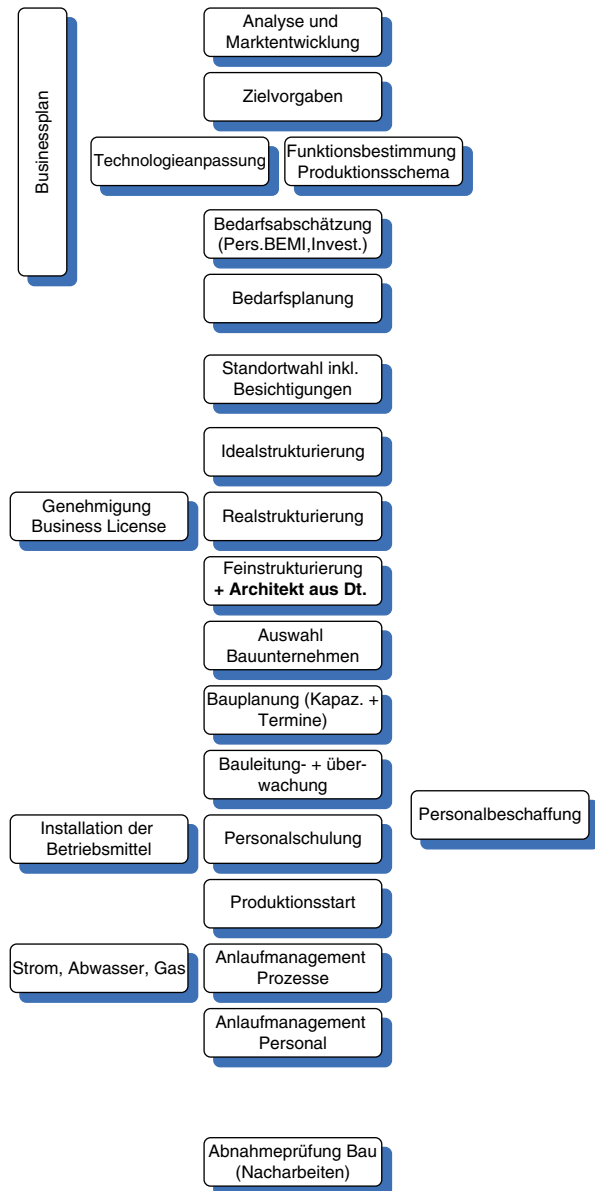 Businessplan
Analyse und
Marktentwicklung
Zielvorgaben
Technologieanpassung
Funktionsbestimmung
Produktionsschema
Bedarfsabschätzung
(Pers.BEMI,Invest.)
Bedarfsplanung
Standortwahl inkl.
Besichtigungen
Idealstrukturierung
Genehmigung
Business License
Realstrukturierung
Feinstrukturierung
+ Architekt aus Dt.
Auswahl
Bauunternehmen
Bauplanung (Kapaz. +
Termine)
Bauleitung- + über-
wachung
Personalbeschaffung
Installation der
Betriebsmittel
Personalschulung
Produktionsstart
Strom, Abwasser, Gas
Anlaufmanagement
Prozesse
Anlaufmanagement
Personal
Abnahmeprüfung Bau
(Nacharbeiten)